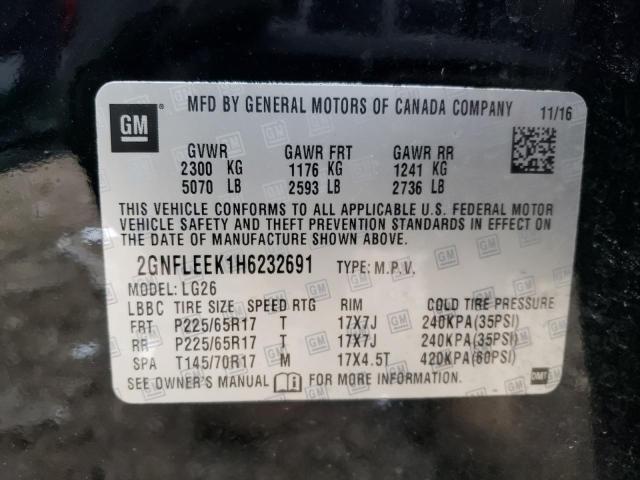 GM MFD BY GENERAL MOTORS OF CANADA COMPANY 11/16
GVWR GAWR FRT GAWR RR
2300 KG 1176 KG 1241 KG
5070 LB 2593 LB 2736 LB
THIS VEHICLE CONFORMS TO ALL APPLICABLE U.S. FEDERAL MOTOR
VEHICLE SAFETY AND THEFT PREVENTION STANDARDS IN EFFECT ON
DATE OF MANUFACTURE SHOWN ABOVE.
2GNFLEEK1H6232691 TYPE: M.P.V.
MODEL: LG26
LBBC TIRE SIZE SPEED RTG RIM COLD TIRE PRESSURE
FRT P225/65R17 T 17X7J 240KPA(35PSI)
RR P225/65R17 T 17X7J 240KPA(35PSI)
SPA T145/70R17 M 17X4.5T 420KPA(60PSI)
SEE OWNER'S MANUAL FOR MORE INFORMATION. DMT